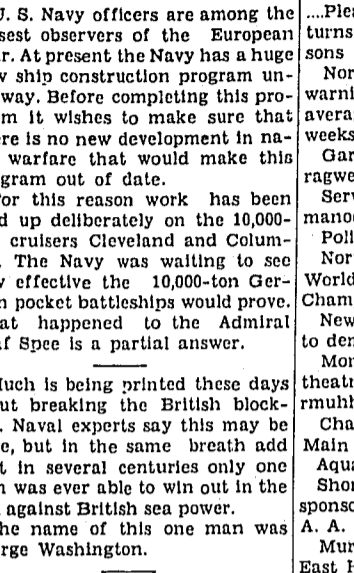 J. S. Navy officers are among the
sest observers of the European
r. At present the Navy has a huge
w ship construction program un-
way. Before completing this pro-
m it wishes to make sure that
ere is no new development in na-
warfare that would make this
gram out of date.
or this reason work has been
d up deliberately on the 10,000-
cruisers Cleveland and Colum-
. The Navy was waiting to see
v effective the 10,000-ton Ger-
n pocket battleships would prove.
at happened to the Admiral
f Spee is a partial answer.
Much is being printed these days
ut breaking the British block-
. Naval experts say this may be
e, but in the same breath add
t in several centuries only one
n was ever able to win out in the
against British sea power.
he name of this one man was
rge Washington.
....Plea
turns
sons
Nor
warni
avera
weeks
Gar
ragwe
Serv
mano
Poli
Nor
World
Cham
New
to der
Mor
theatr
rmuhh
Cha
Main
Aqua
Shor
sponso
A. A.
Mur
East H